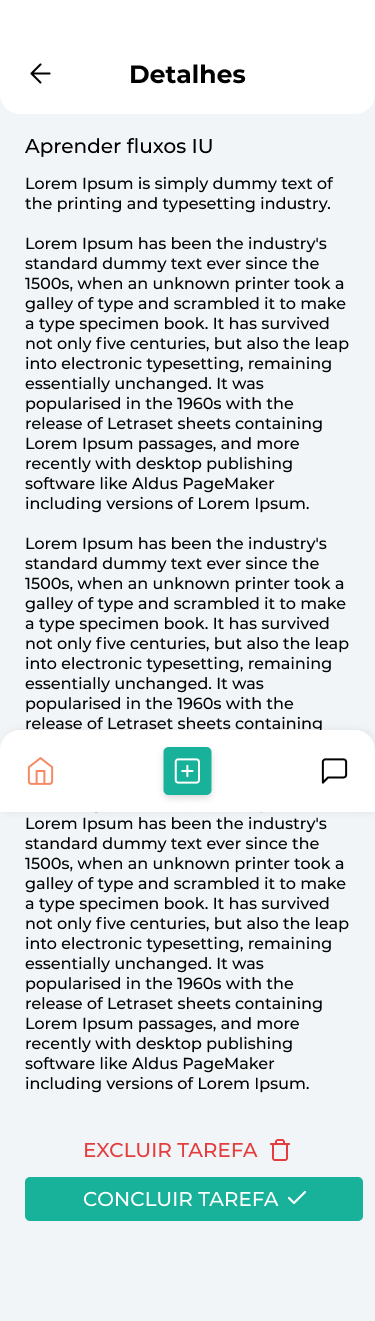 Detalhes
Aprender fluxos IU
Lorem Ipsum is simply dummy text of
the printing and typesetting industry.
Lorem Ipsum has been the industry's
standard dummy text ever since the
1500s, when an unknown printer took a
galley of type and scrambled it to make
a type specimen book. It has survived
not only five centuries, but also the leap
into electronic typesetting, remaining
essentially unchanged. It was
popularised in the 1960s with the
release of Letraset sheets containing
Lorem Ipsum passages, and more
recently with desktop publishing
software like Aldus PageMaker
including versions of Lorem Ipsum.
Lorem Ipsum has been the industry's
standard dummy text ever since the
1500s, when an unknown printer took a
galley of type and scrambled it to make
a type specimen book. It has survived
not only five centuries, but also the leap
into electronic typesetting, remaining
essentially unchanged. It was
popularised in the 1960s with the
release of Letraset sheets containing
Lorem Ipsum has been the industry's
standard dummy text ever since the
1500s, when an unknown printer took a
galley of type and scrambled it to make
a type specimen book. It has survived
not only five centuries, but also the leap
into electronic typesetting, remaining
essentially unchanged. It was
popularised in the 1960s with the
release of Letraset sheets containing
Lorem Ipsum passages, and more
recently with desktop publishing
software like Aldus PageMaker
including versions of Lorem Ipsum.
EXCLUIR TAREFA
CONCLUIR TAREFA